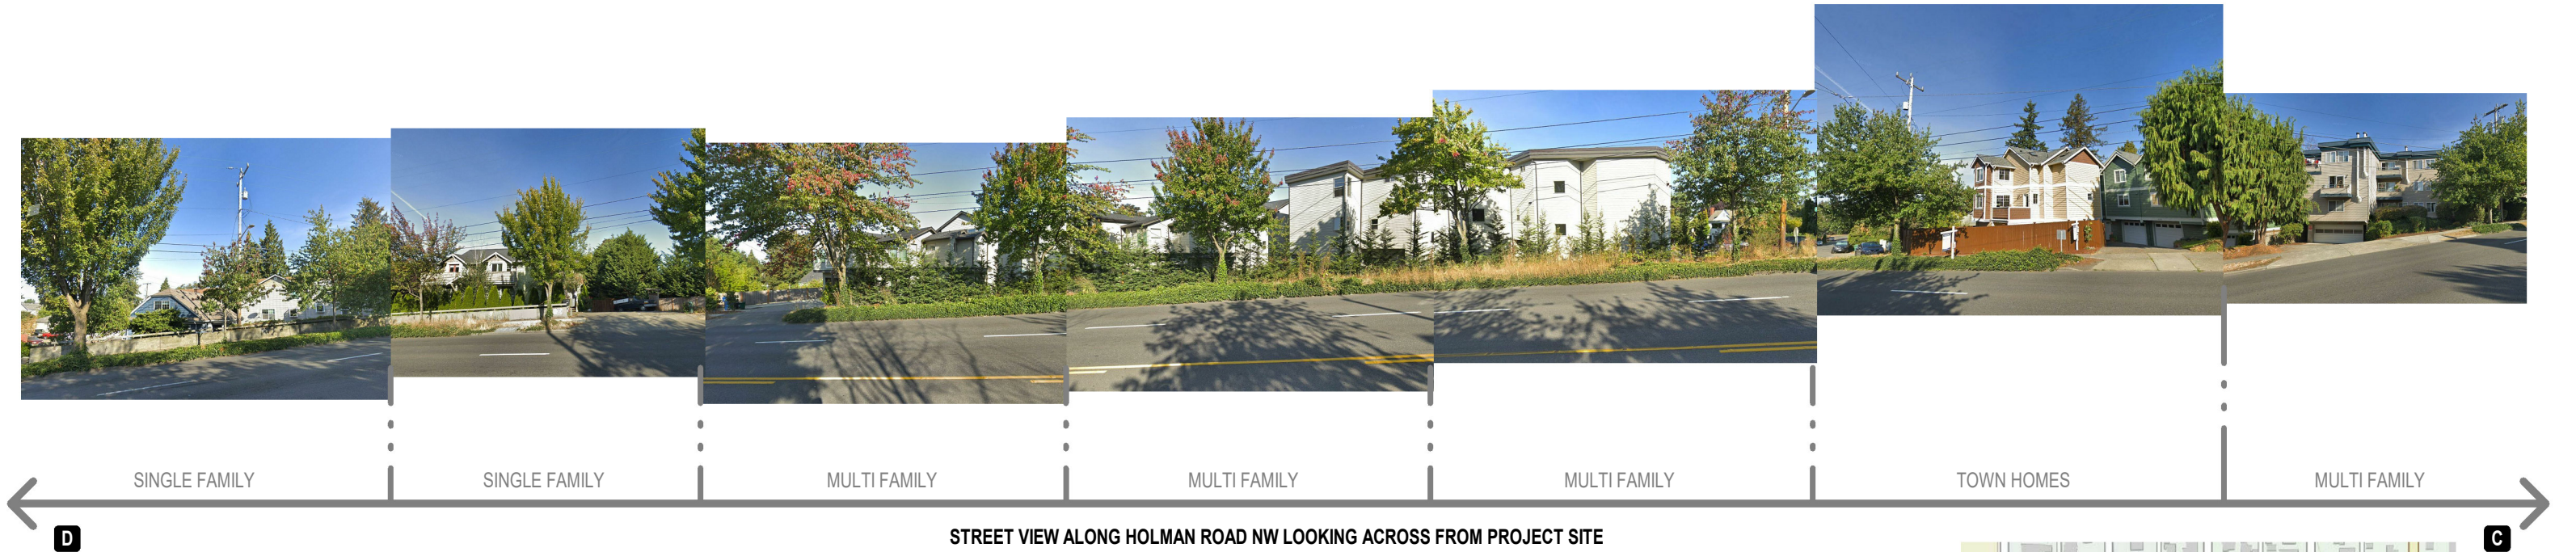 SINGLE FAMILY
SINGLE FAMILY
MULTI FAMILY
MULTI FAMILY
MULTI FAMILY
TOWN HOMES
MULTI FAMILY
D
STREET VIEW ALONG HOLMAN ROAD NW LOOKING ACROSS FROM PROJECT SITE
C